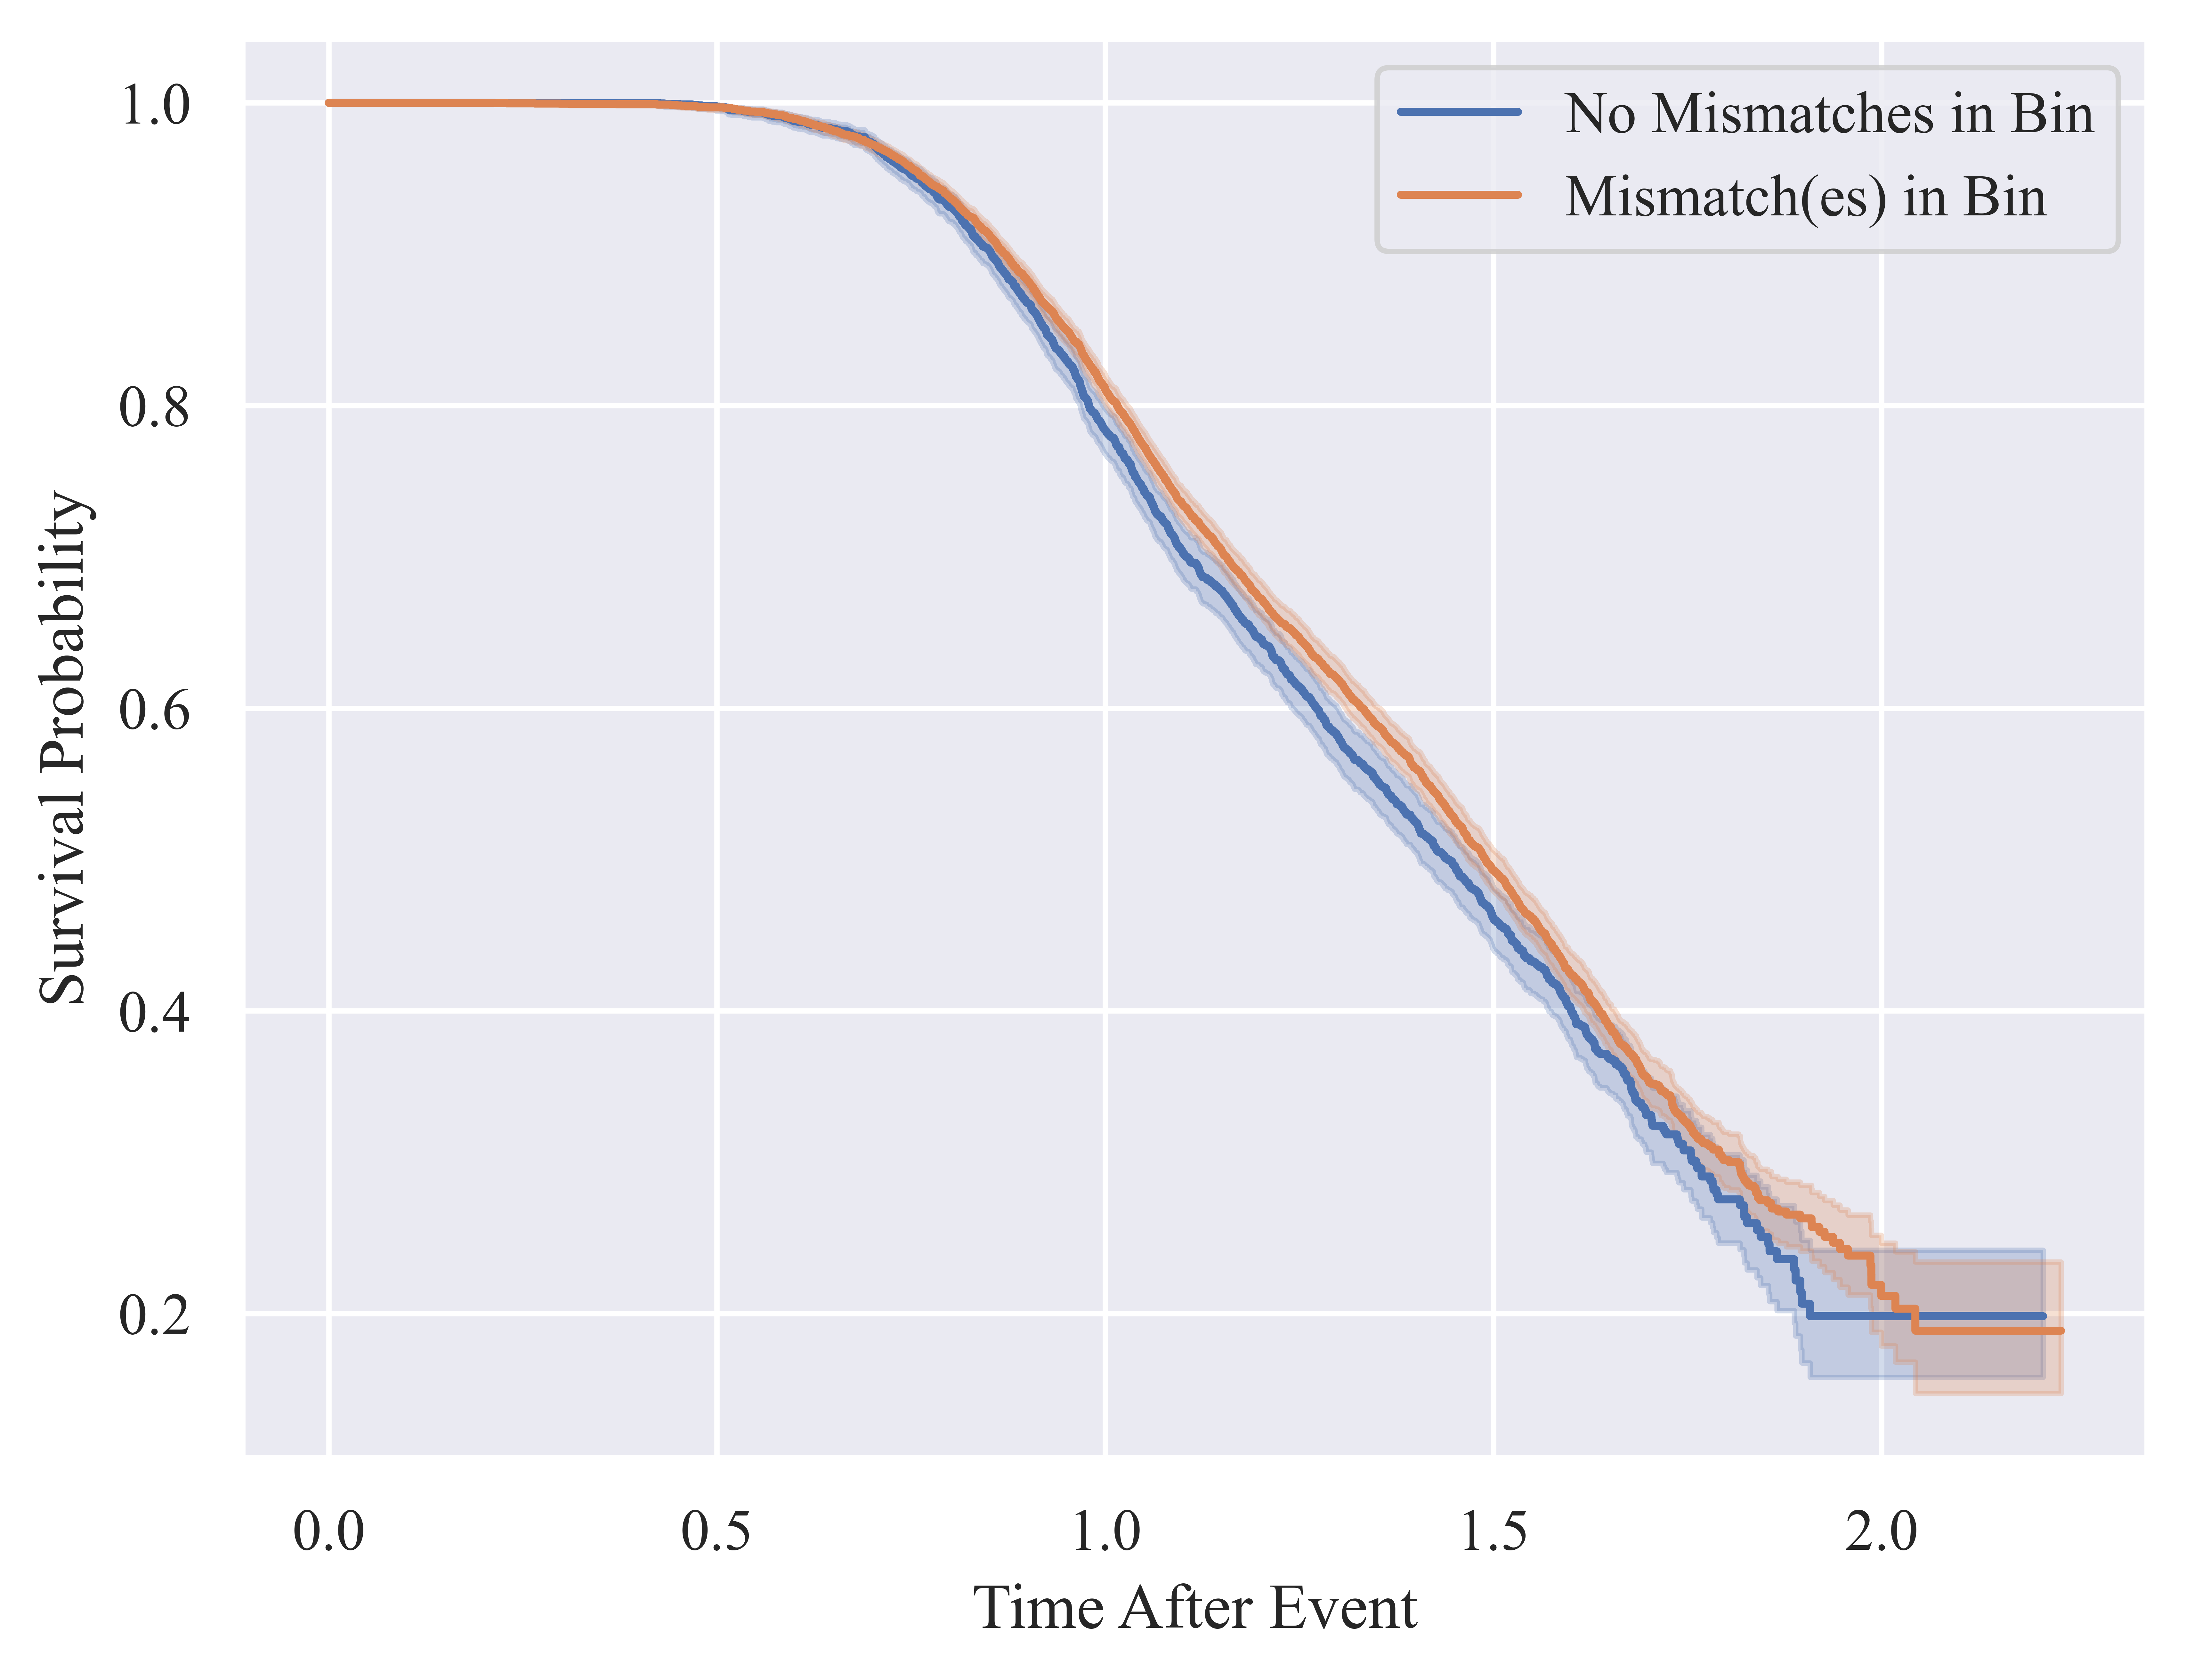 No Mismatches in Bin
Mismatch(es) in Bin
1.0
0.8
0.6
0.4
0.2
Survival Probability
0.0 0.5 1.0 1.5 2.0
Time After Event